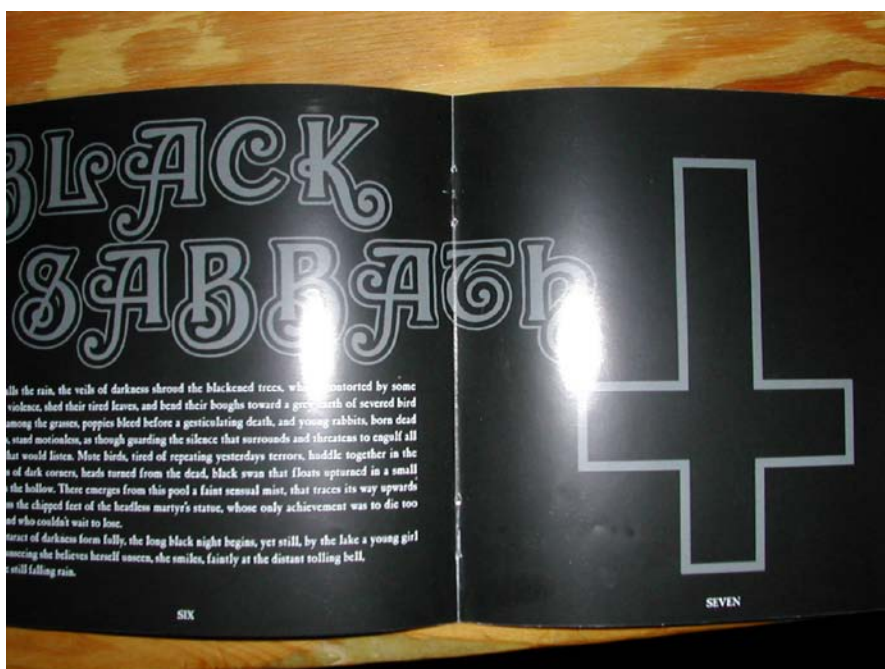 BLACK
SABBATH
the rain, the veils of darkness shroud the blackened trees, contorted by some
violence, shed their tired leaves, and bend their boughs toward a grey earth of severed bird
among the grasses, poppies bleed before a gesticulating death, and young rabbits, born dead
stand motionless, as though guarding the silence that surrounds and threatens to engulf all
that would listen. Mute birds, tired of repeating yesterdays terrors, huddle together in the
of dark corners, heads turned from the dead, black swan that floats upturned in a small
the hollow. There emerges from this pool a faint sensual mist, that traces its way upwards
the chipped feet of the headless martyr's statue, whose only achievement was to die too
who couldn't wait to lose.
of darkness form fully, the long black night begins, yet still, by the lake a young girl
unseeing she believes herself unseen, she smiles, faintly at the distant tolling bell,
still falling rain.
SIX
SEVEN